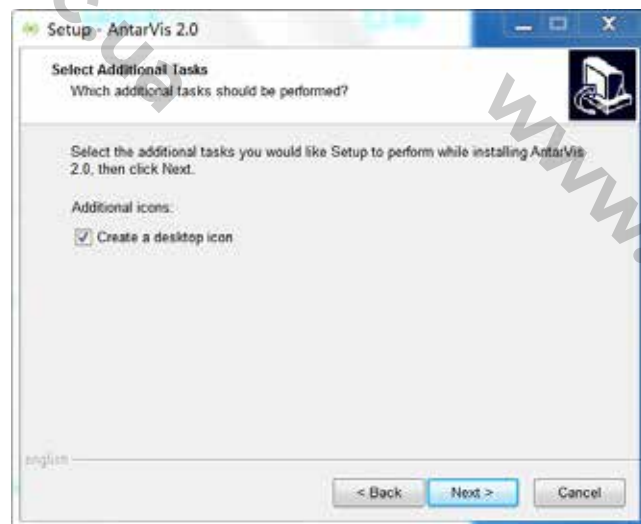 Setup - AntarVis 2.0
Select Additional Tasks
Which additional tasks should be performed?
Select the additional tasks you would like Setup to perform while installing AntarVis
2.0, then click Next.
Additional icons:
Create a desktop icon
english
< Back
Next >
Cancel
c.ua
www.